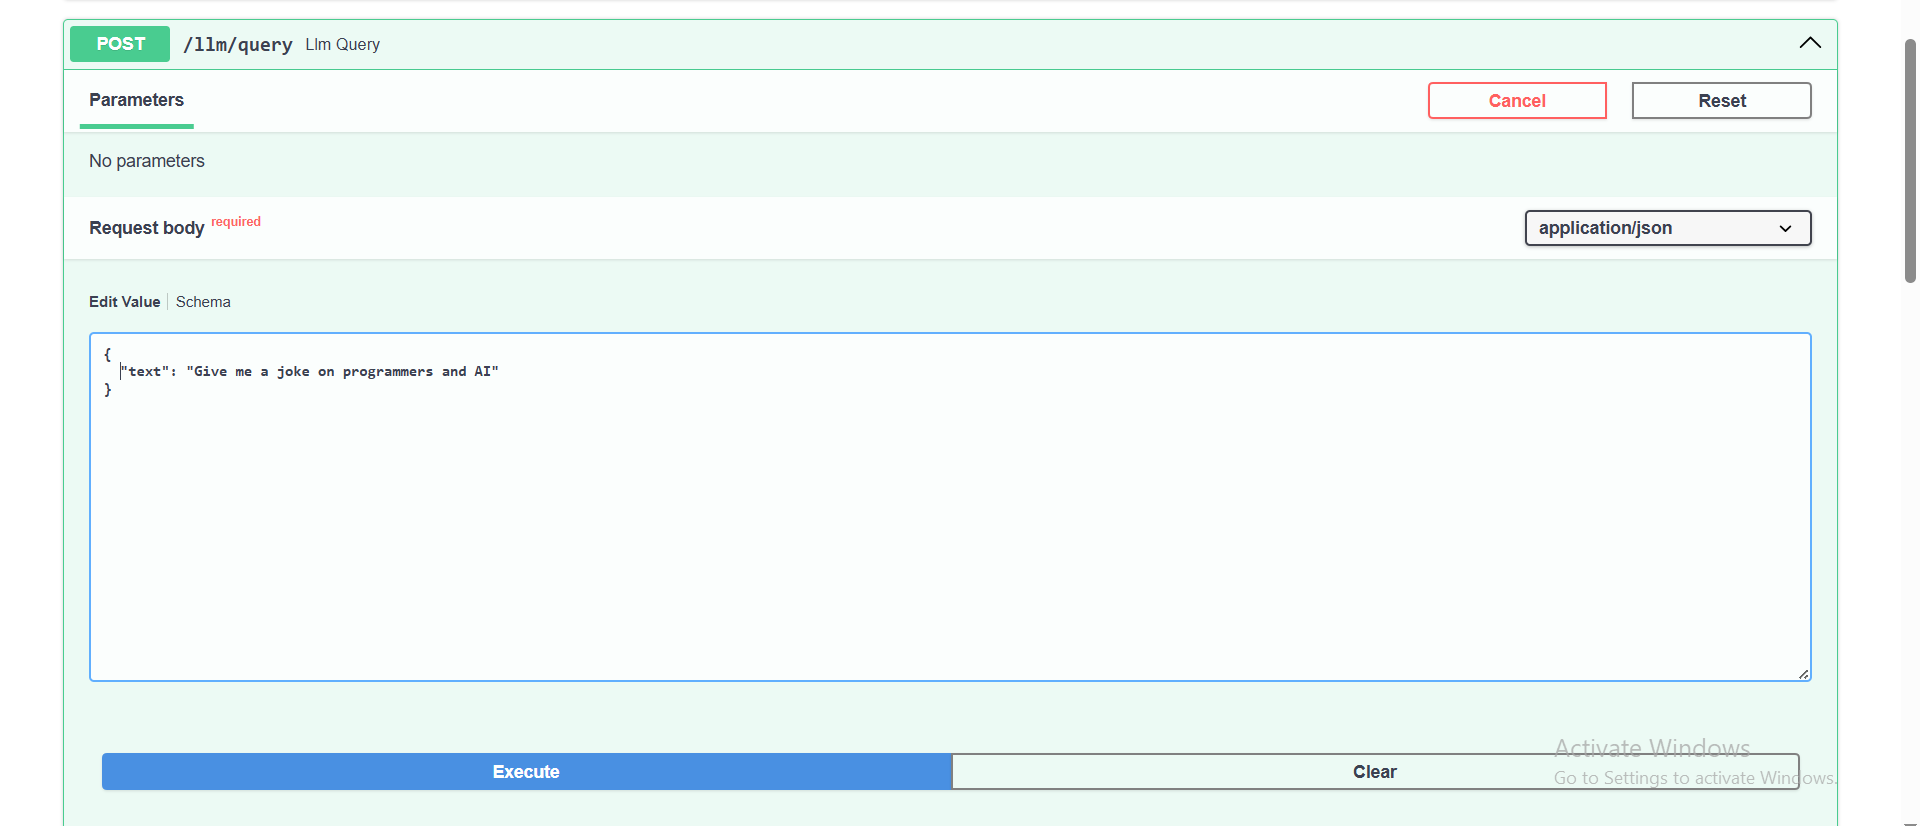 POST /llm/query Llm Query
Parameters
Cancel
Reset
No parameters
Request body required
application/json
Edit Value Schema
{
"text": "Give me a joke on programmers and AI"
}
Execute
Clear
Activate Windows
Go to Settings to activate Windows.